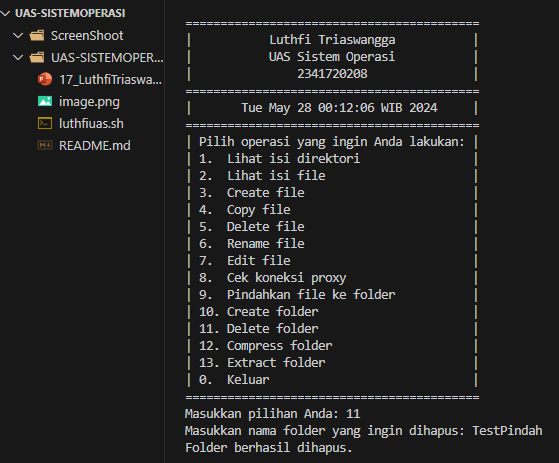 UAS-SISTEMOPERASI
ScreenShoot
UAS-SISTEMOPER...
17_LuthfiTriaswa...
image.png
luthfiuas.sh
README.md
==========================================
| Luthfi Triaswangga |
| UAS Sistem Operasi |
| 2341720208 |
==========================================
| Tue May 28 00:12:06 WIB 2024 |
==========================================
| Pilih operasi yang ingin Anda lakukan: |
| 1. Lihat isi direktori |
| 2. Lihat isi file |
| 3. Create file |
| 4. Copy file |
| 5. Delete file |
| 6. Rename file |
| 7. Edit file |
| 8. Cek koneksi proxy |
| 9. Pindahkan file ke folder |
| 10. Create folder |
| 11. Delete folder |
| 12. Compress folder |
| 13. Extract folder |
| 0. Keluar |
==========================================
Masukkan pilihan Anda: 11
Masukkan nama folder yang ingin dihapus: TestPindah
Folder berhasil dihapus.